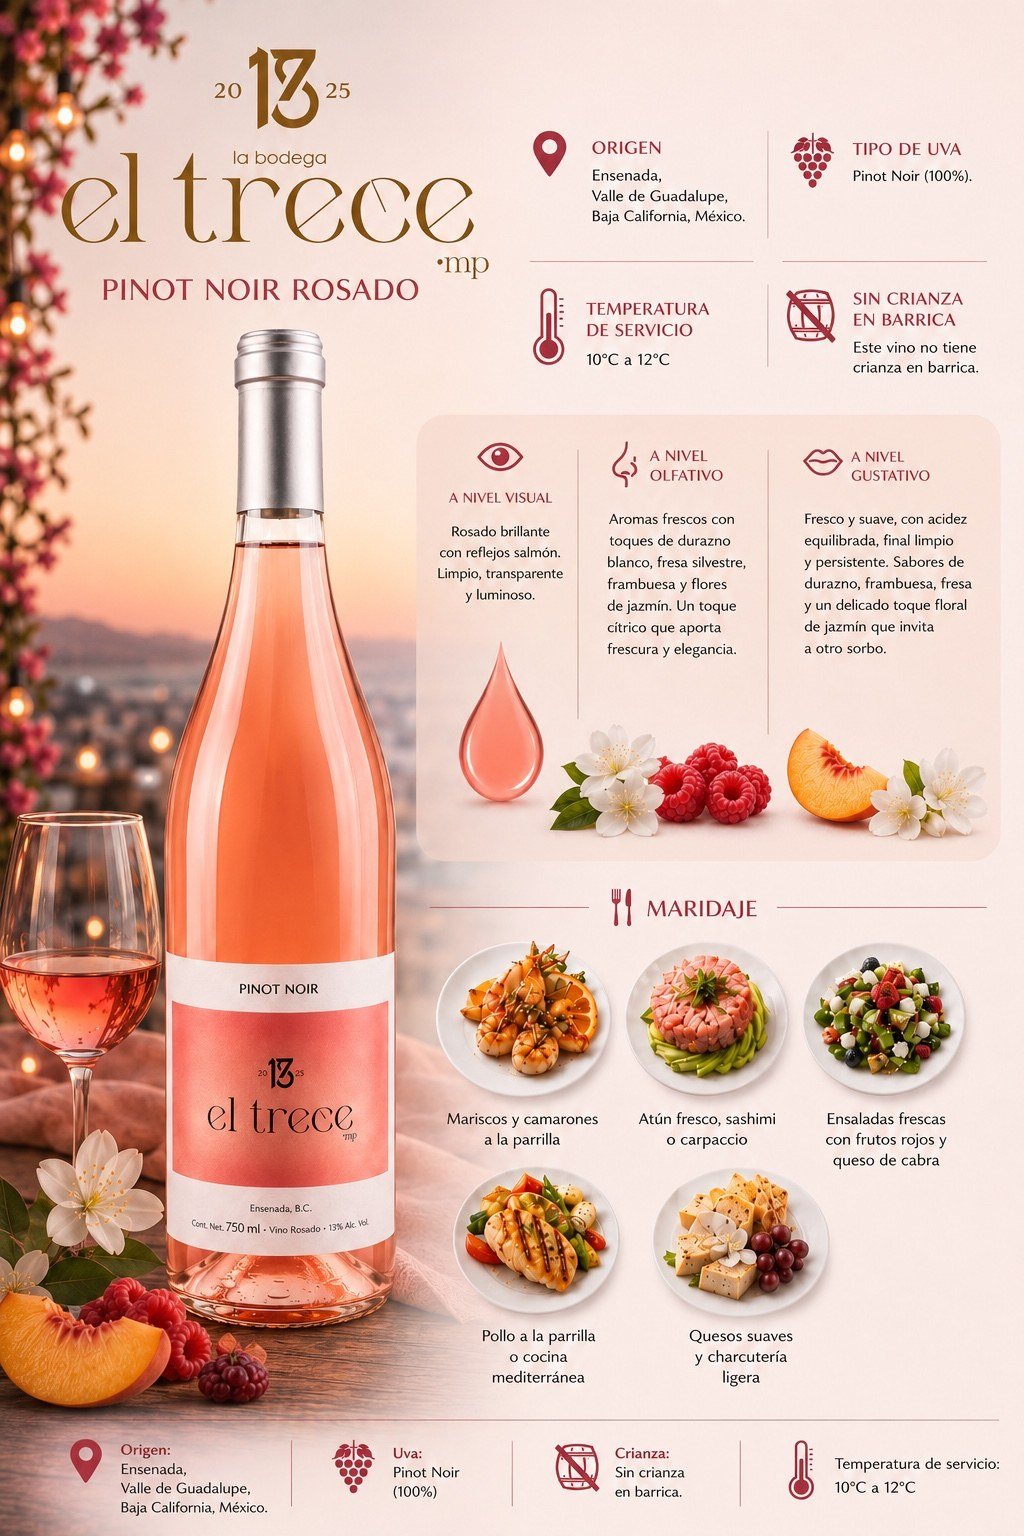 20 13 25
la bodega
el trece
•mp
PINOT NOIR ROSADO
ORIGEN
Ensenada,
Valle de Guadalupe,
Baja California, México.
TIPO DE UVA
Pinot Noir (100%).
TEMPERATURA
DE SERVICIO
10°C a 12°C
SIN CRIANZA
EN BARRICA
Este vino no tiene
crianza en barrica.
A NIVEL VISUAL
Rosado brillante
con reflejos salmón.
Limpio, transparente
y luminoso.
A NIVEL
OLFATIVO
Aromas frescos con
toques de durazno
blanco, fresa silvestre,
frambuesa y flores
de jazmín. Un toque
cítrico que aporta
frescura y elegancia.
A NIVEL
GUSTATIVO
Fresco y suave, con acidez
equilibrada, final limpio
y persistente. Sabores de
durazno, frambuesa, fresa
y un delicado toque floral
de jazmín que invita
a otro sorbo.
PINOT NOIR
20 13 25
el trece
•mp
Ensenada, B.C.
Cont. Net. 750 ml - Vino Rosado - 13% Alc. Vol.
MARIDAJE
Mariscos y camarones
a la parrilla
Atún fresco, sashimi
o carpaccio
Ensaladas frescas
con frutos rojos y
queso de cabra
Pollo a la parrilla
o cocina
mediterránea
Quesos suaves
y charcutería
ligera
Origen:
Ensenada,
Valle de Guadalupe,
Baja California, México.
Uva:
Pinot Noir
(100%)
Crianza:
Sin crianza
en barrica.
Temperatura de servicio:
10°C a 12°C